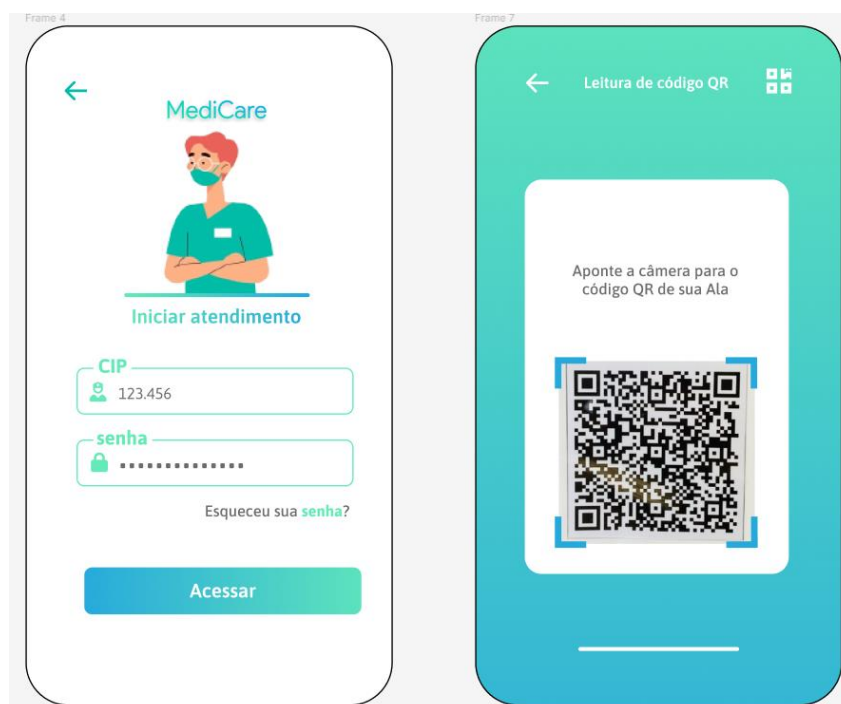 Frame 4
MediCare
Iniciar atendimento
CIP
123.456
senha
Esqueceu sua senha?
Acessar
Frame 7
Leitura de código QR
Aponte a câmera para o
código QR de sua Ala